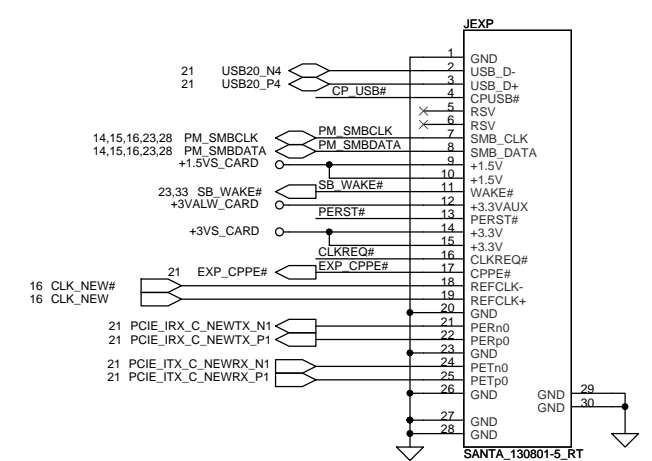 JEXP
1 GND
21 USB20_N4 2 USB_D-
21 USB20_P4 3 USB_D+
CP_USB# 4 CPUSB#
5 RSV
6 RSV
14,15,16,23,28 PM_SMBCLK PM_SMBCLK 7 SMB_CLK
14,15,16,23,28 PM_SMBDATA PM_SMBDATA 8 SMB_DATA
+1.5VS_CARD 9 +1.5V
10 +1.5V
23,33 SB_WAKE# SB_WAKE# 11 WAKE#
+3VALW_CARD 12 +3.3VAUX
PERST# 13 PERST#
+3VS_CARD 14 +3.3V
15 +3.3V
CLKREQ# 16 CLKREQ#
21 EXP_CPPE# EXP_CPPE# 17 CPPE#
16 CLK_NEW# 18 REFCLK-
16 CLK_NEW 19 REFCLK+
20 GND
21 PCIE_IRX_C_NEWTX_N1 21 PERn0
21 PCIE_IRX_C_NEWTX_P1 22 PERp0
23 GND
21 PCIE_ITX_C_NEWRX_N1 24 PETn0
21 PCIE_ITX_C_NEWRX_P1 25 PETp0
26 GND GND 29
GND 30
27 GND
28 GND
SANTA_130801-5_RT